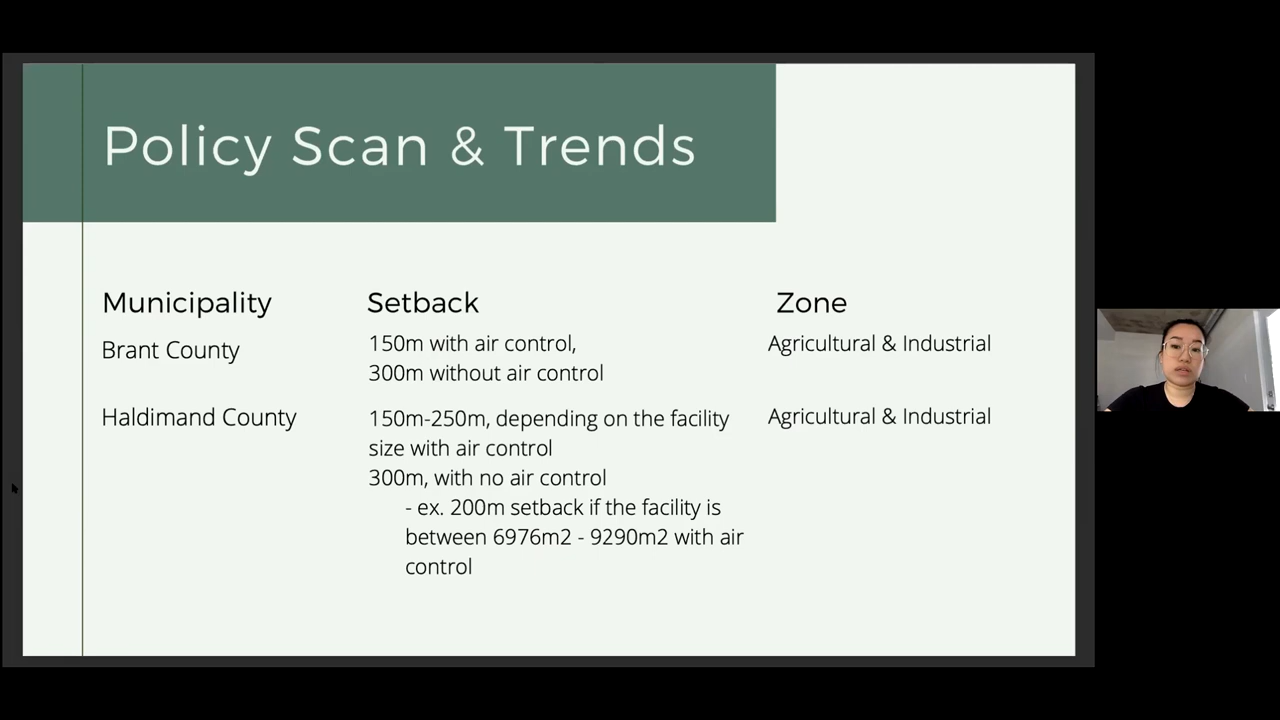 Policy Scan & Trends
Municipality
Setback
Zone
Brant County
150m with air control,
300m without air control
Agricultural & Industrial
Haldimand County
150m-250m, depending on the facility
size with air control
300m, with no air control
- ex. 200m setback if the facility is
between 6976m2 - 9290m2 with air
control
Agricultural & Industrial